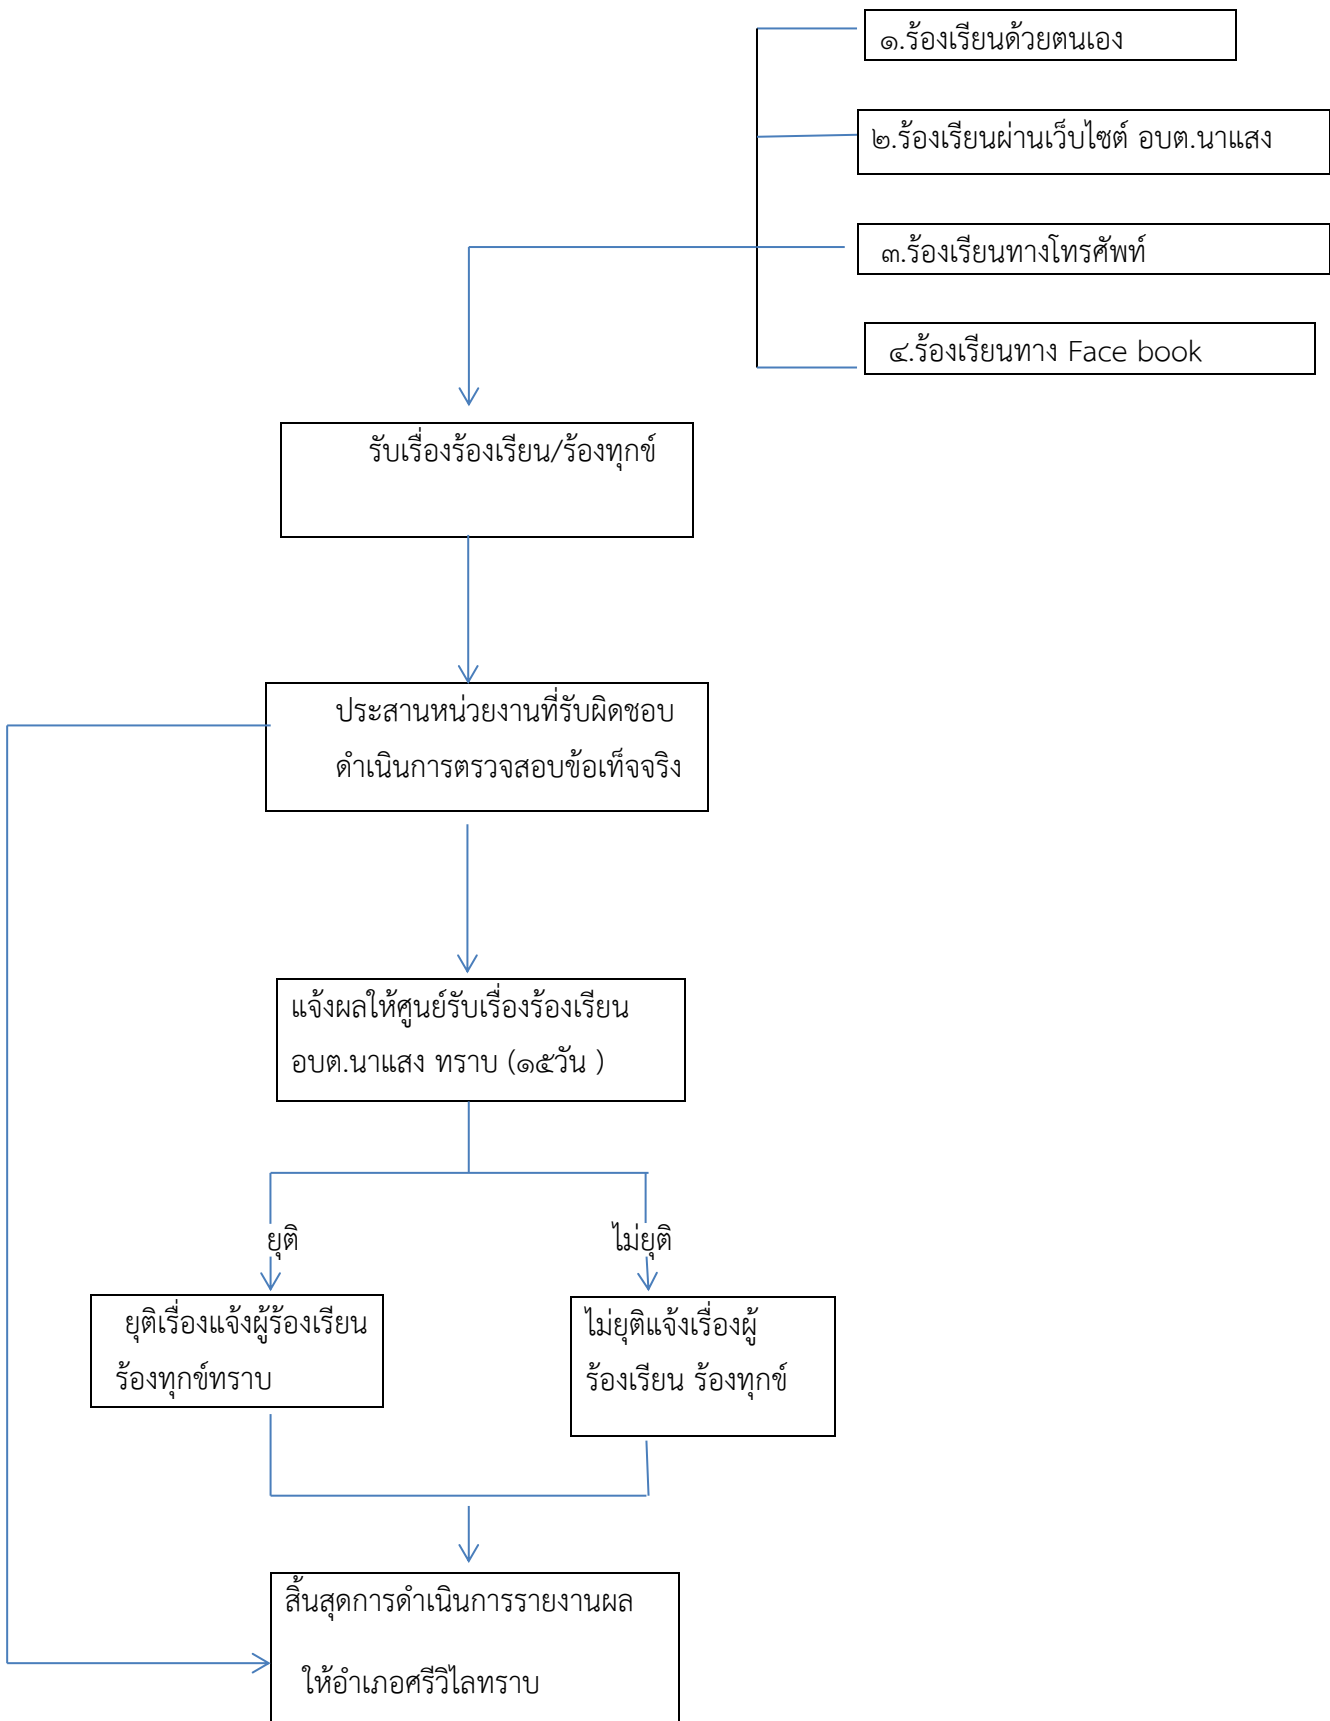 ๑.ร้องเรียนด้วยตนเอง
๒.ร้องเรียนผ่านเว็บไซต์ อบต.นาแสง
๓.ร้องเรียนทางโทรศัพท์
๔.ร้องเรียนทาง Face book
รับเรื่องร้องเรียน/ร้องทุกข์
ประสานหน่วยงานที่รับผิดชอบ
ดำเนินการตรวจสอบข้อเท็จจริง
แจ้งผลให้ศูนย์รับเรื่องร้องเรียน
อบต.นาแสง ทราบ (๑๕วัน )
ยุติ
ไม่ยุติ
ยุติเรื่องแจ้งผู้ร้องเรียน
ร้องทุกข์ทราบ
ไม่ยุติแจ้งเรื่องผู้
ร้องเรียน ร้องทุกข์
สิ้นสุดการดำเนินการรายงานผล
ให้อำเภอศรีวิไลทราบ